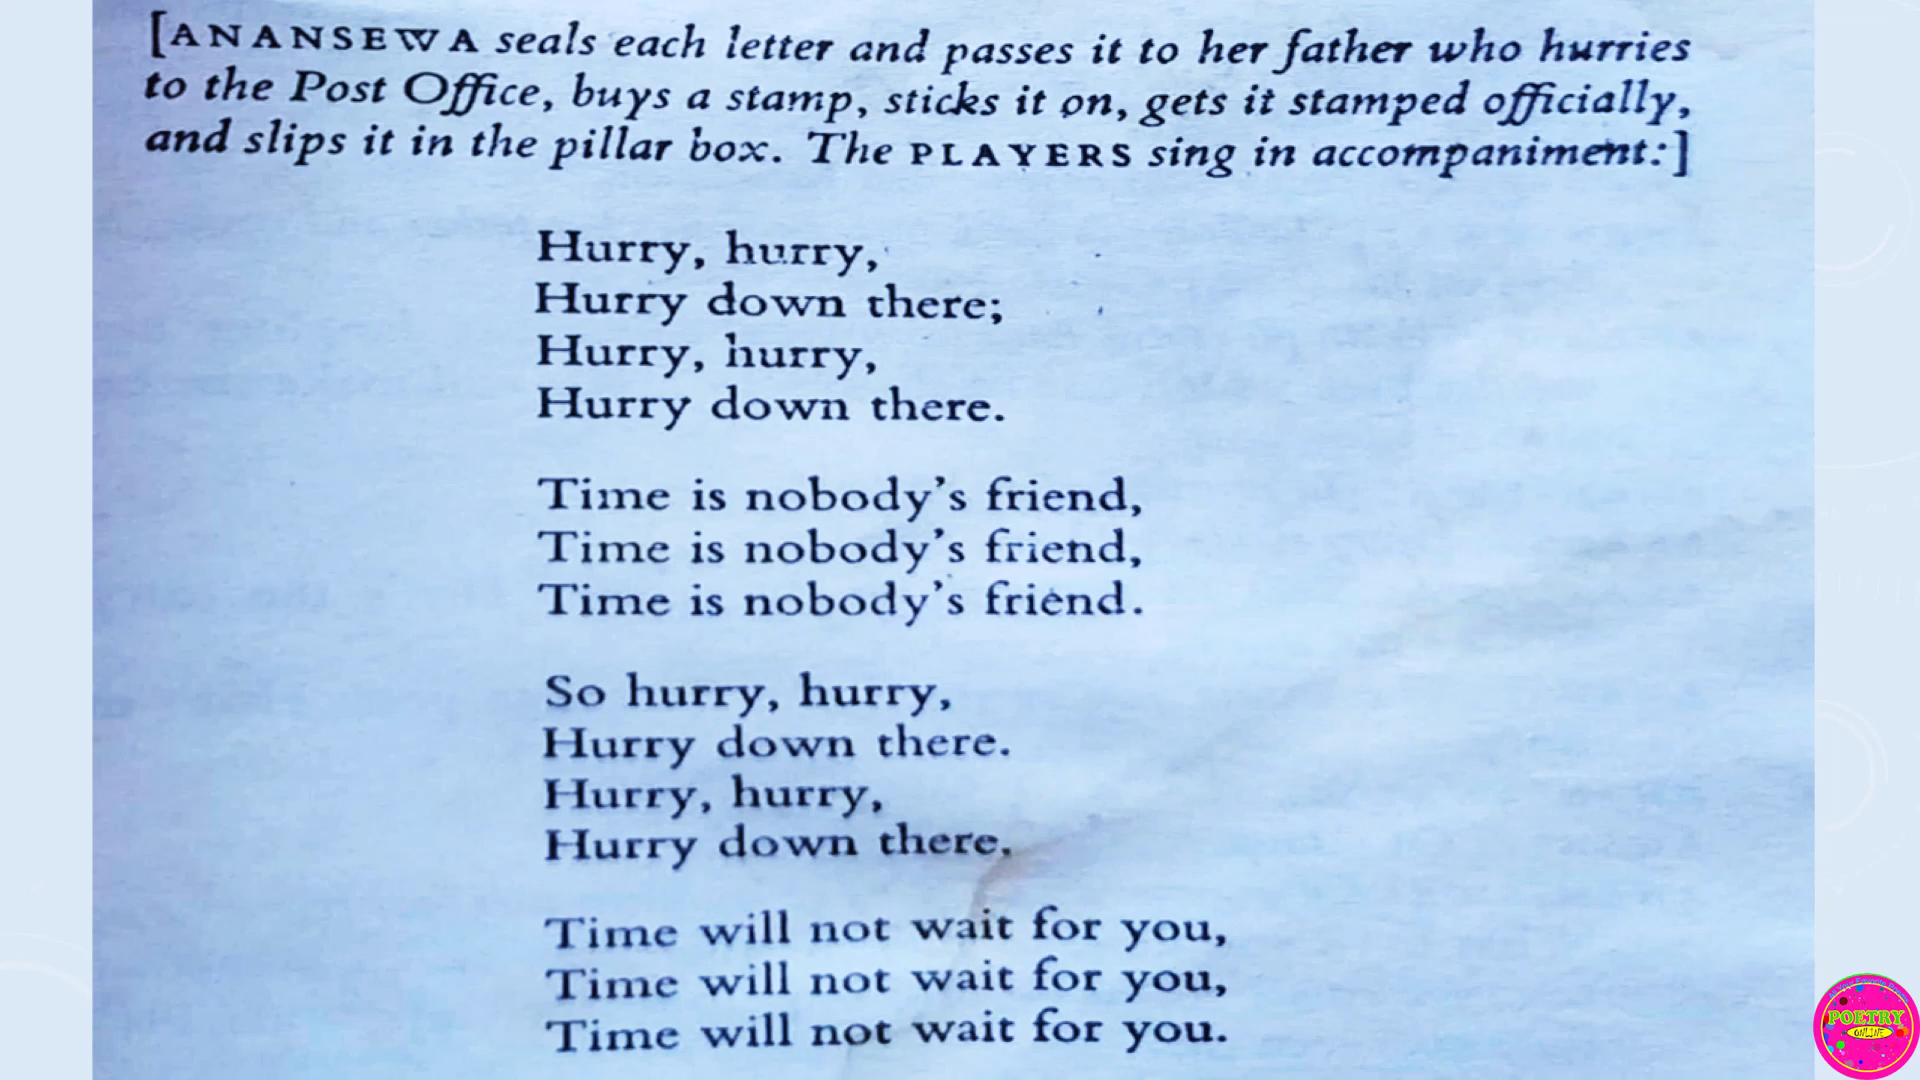 [ANANSEWA seals each letter and passes it to her father who hurries
to the Post Office, buys a stamp, sticks it on, gets it stamped officially,
and slips it in the pillar box. The PLAYERS sing in accompaniment:]
Hurry, hurry,
Hurry down there;
Hurry, hurry,
Hurry down there.
Time is nobody's friend,
Time is nobody's friend,
Time is nobody's friend.
So hurry, hurry,
Hurry down there.
Hurry, hurry,
Hurry down there.
Time will not wait for you,
Time will not wait for you,
Time will not wait for you.
POETRY
ONLINE